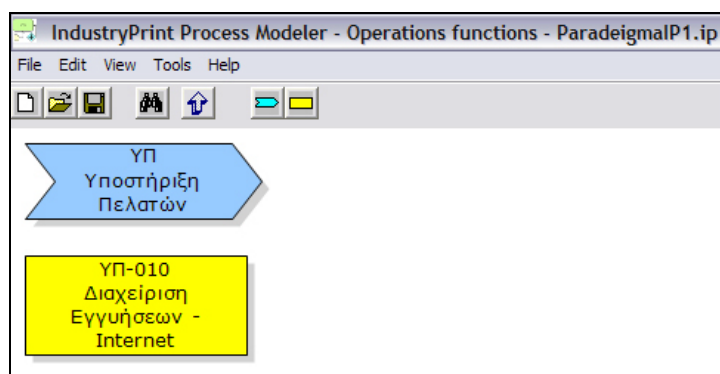 IndustryPrint Process Modeler - Operations functions - ParadeigmaIP1.ip
File Edit View Tools Help
ΥΠ
Υποστήριξη
Πελατών
ΥΠ-010
Διαχείριση
Εγγυήσεων -
Internet